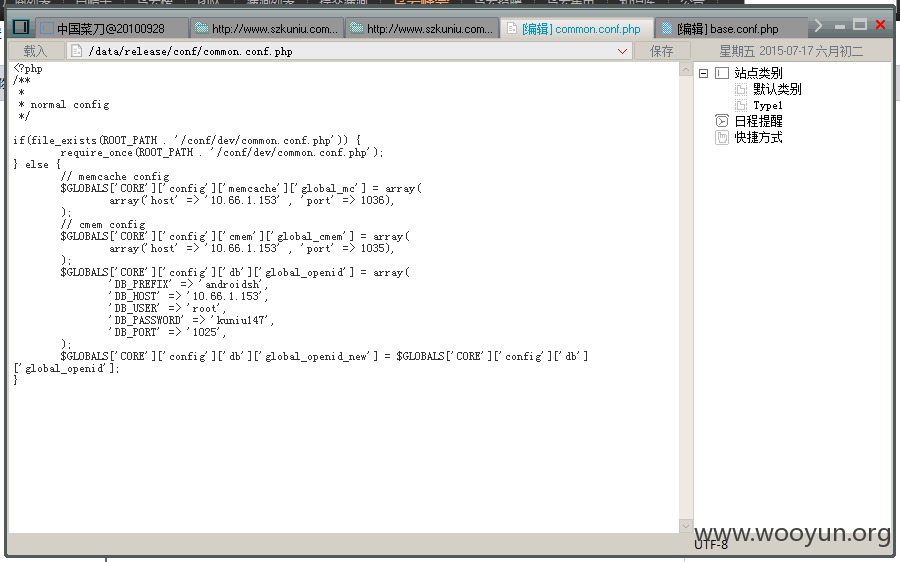 中国菜刀@20100928
http://www.szkuniu.com...
http://www.szkuniu.com...
[编辑] common.conf.php
[编辑] base.conf.php
载入
/data/release/conf/common.conf.php
保存
星期五 2015-07-17 六月初二
<?php
/**
 *
 * normal config
 */
if(file_exists(ROOT_PATH . '/conf/dev/common.conf.php')) {
        require_once(ROOT_PATH . '/conf/dev/common.conf.php');
} else {
        // memcache config
        $GLOBALS['CORE']['config']['memcache']['global_mc'] = array(
                array('host' => '10.66.1.153' , 'port' => 1036),
        );
        // cmem config
        $GLOBALS['CORE']['config']['cmem']['global_cmem'] = array(
                array('host' => '10.66.1.153' , 'port' => 1035),
        );
        $GLOBALS['CORE']['config']['db']['global_openid'] = array(
                'DB_PREFIX' => 'androidsh',
                'DB_HOST' => '10.66.1.153',
                'DB_USER' => 'root',
                'DB_PASSWORD' => 'kuniu147',
                'DB_PORT' => '1025',
        );
        $GLOBALS['CORE']['config']['db']['global_openid_new'] = $GLOBALS['CORE']['config']['db']
['global_openid'];
}
站点类别
默认类别
Type1
日程提醒
快捷方式
www.wooyun.org
UTF-8